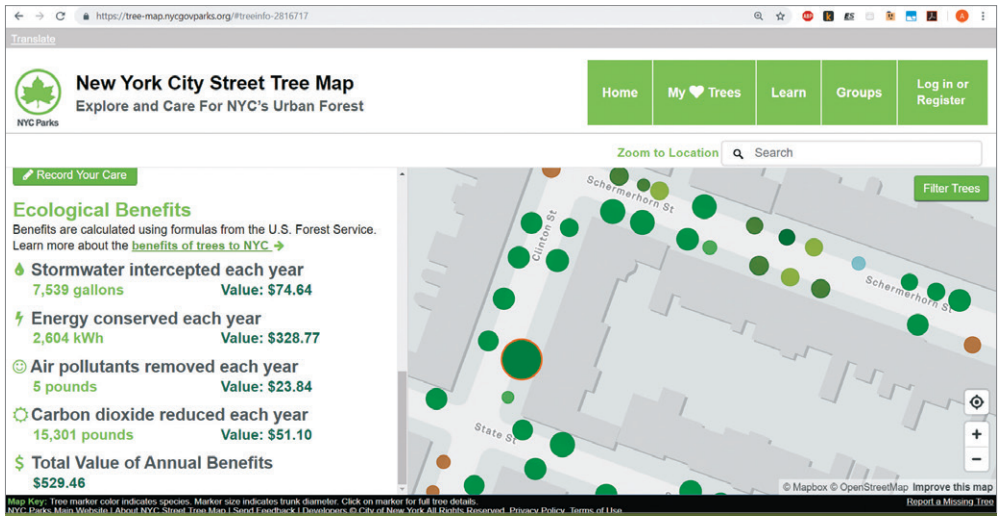 https://tree-map.nycgovparks.org/#treeinfo-2816717
Translate
NYC Parks
New York City Street Tree Map
Explore and Care For NYC's Urban Forest
Home
My Trees
Learn
Groups
Log in or
Register
Zoom to Location
Search
Record Your Care
Ecological Benefits
Benefits are calculated using formulas from the U.S. Forest Service.
Learn more about the benefits of trees to NYC
Stormwater intercepted each year
7,539 gallons Value: $74.64
Energy conserved each year
2,604 kWh Value: $328.77
Air pollutants removed each year
5 pounds Value: $23.84
Carbon dioxide reduced each year
15,301 pounds Value: $51.10
$ Total Value of Annual Benefits
$529.46
Filter Trees
Schermerhorn St
Clinton St
Schermerhorn St
State St
+
−
© Mapbox © OpenStreetMap Improve this map
Map Key: Tree marker color indicates species. Marker size indicates trunk diameter. Click on marker for full tree details.
Report a Missing Tree
NYC Parks Main Website | About NYC Street Tree Map | Send Feedback | Developers © City of New York All Rights Reserved. Privacy Policy. Terms of Use.